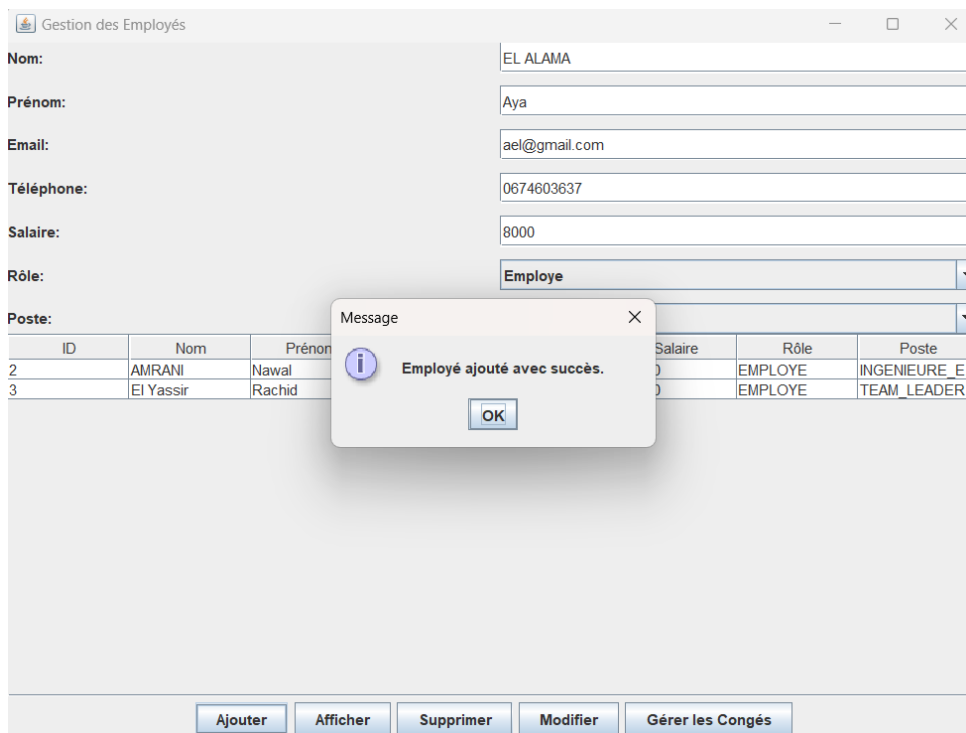 Gestion des Employés
Nom: EL ALAMA
Prénom: Aya
Email: ael@gmail.com
Téléphone: 0674603637
Salaire: 8000
Rôle: Employe
Poste:
Message
Employé ajouté avec succès.
OK
ID Nom Prénom Salaire Rôle Poste
2 AMRANI Nawal EMPLOYE INGENIEURE_E
3 El Yassir Rachid EMPLOYE TEAM_LEADER
Ajouter Afficher Supprimer Modifier Gérer les Congés